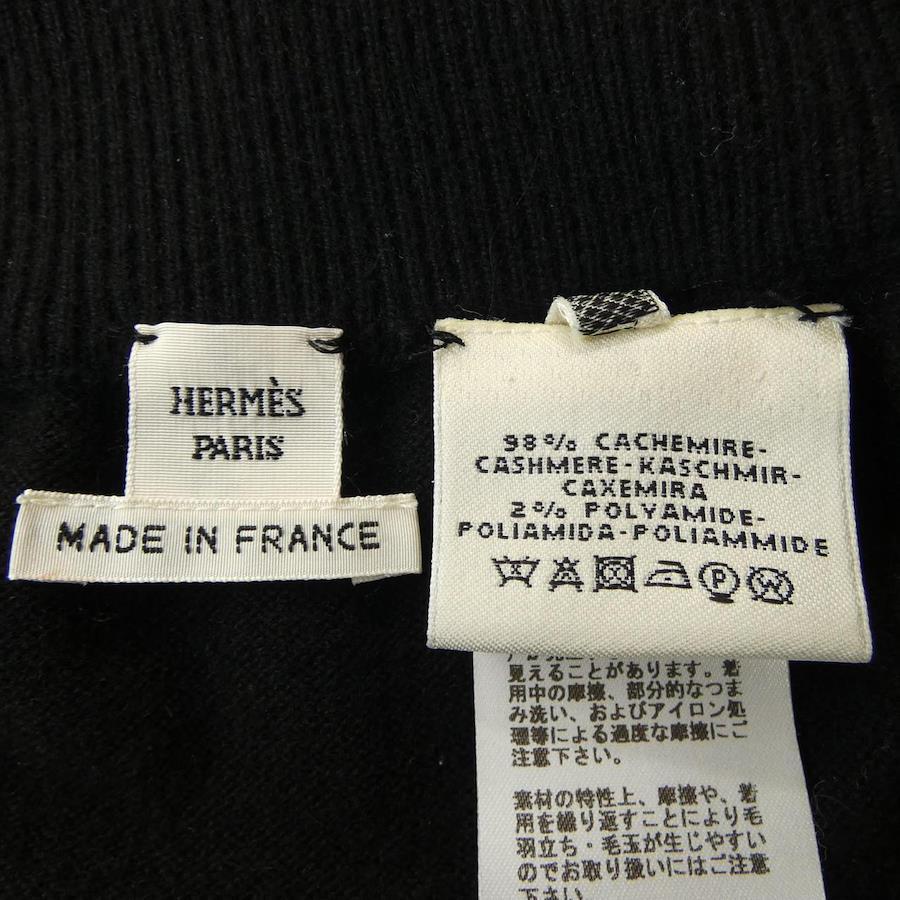 HERMÈS
PARIS
MADE IN FRANCE
98% CACHEMIRE-
CASHMERE-KASCHMIR-
CAXEMIRA
2% POLYAMIDE-
POLIAMIDA-POLIAMMIDE
P W
見えることがあります。着
用中の摩擦、部分的なつま
み洗い、およびアイロン処
理等による過度な摩擦にご
注意下さい。
素材の特性上、摩擦や、着
用を繰り返すことにより毛
羽立ち・毛玉が生じやすい
のでお取り扱いにはご注意
下さい